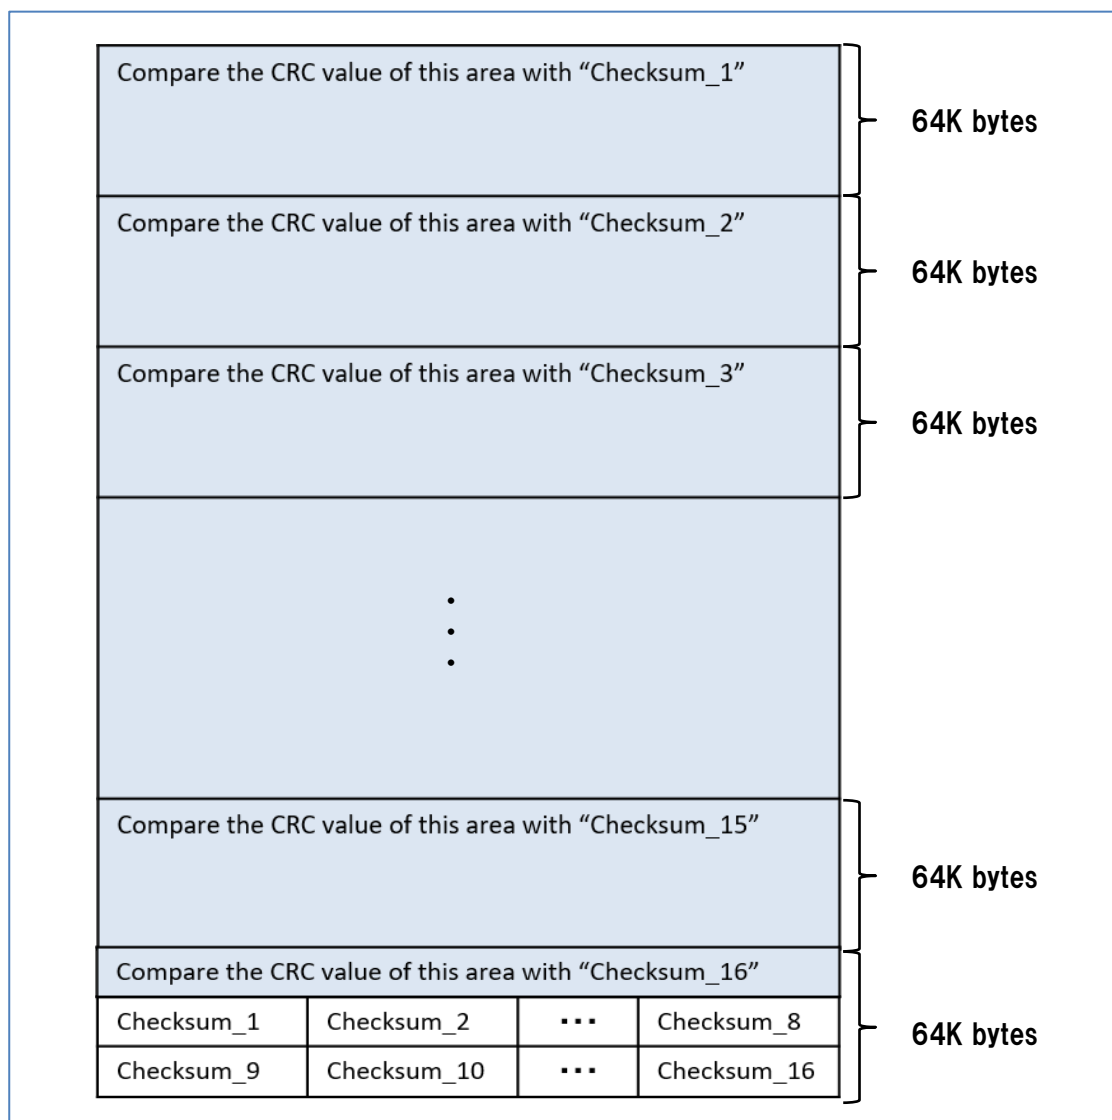 Compare the CRC value of this area with “Checksum_1”
64K bytes
Compare the CRC value of this area with “Checksum_2”
64K bytes
Compare the CRC value of this area with “Checksum_3”
64K bytes
Compare the CRC value of this area with “Checksum_15”
64K bytes
Compare the CRC value of this area with “Checksum_16”
Checksum_1 Checksum_2 ⋯ Checksum_8
64K bytes
Checksum_9 Checksum_10 ⋯ Checksum_16